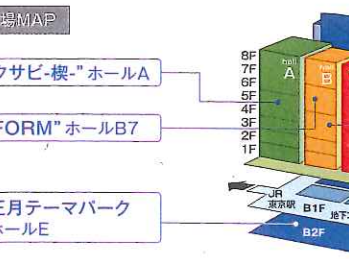 場MAP
クサビ-楔-”ホールA
FORM”ホールB7
正月テーマパーク
ホールE
8F
7F
6F
5F
4F
3F
2F
1F
hall
A
hall
B
JR
東京駅
B1F
地下
B2F